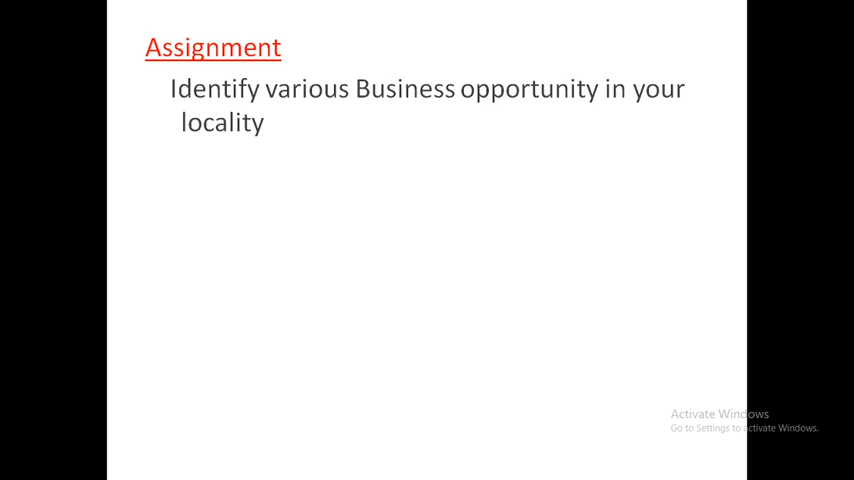 Assignment
Identify various Business opportunity in your
locality
Activate Windows
Go to Settings to activate Windows.